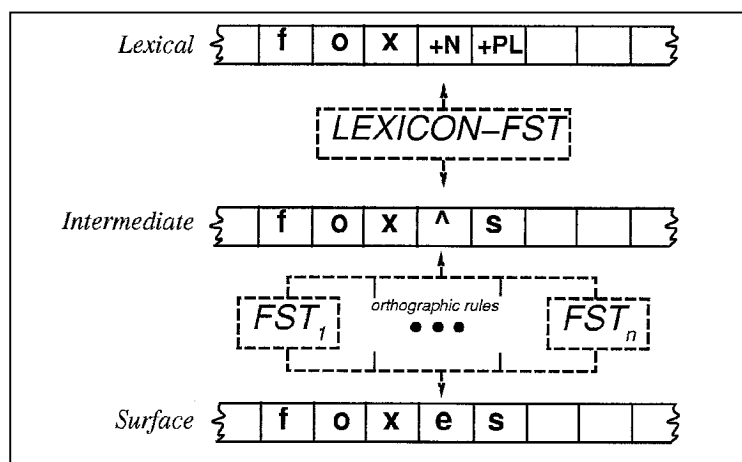 Lexical f o x +N +PL
LEXICON–FST
Intermediate f o x ^ s
FST1 orthographic rules ••• FSTn
Surface f o x e s